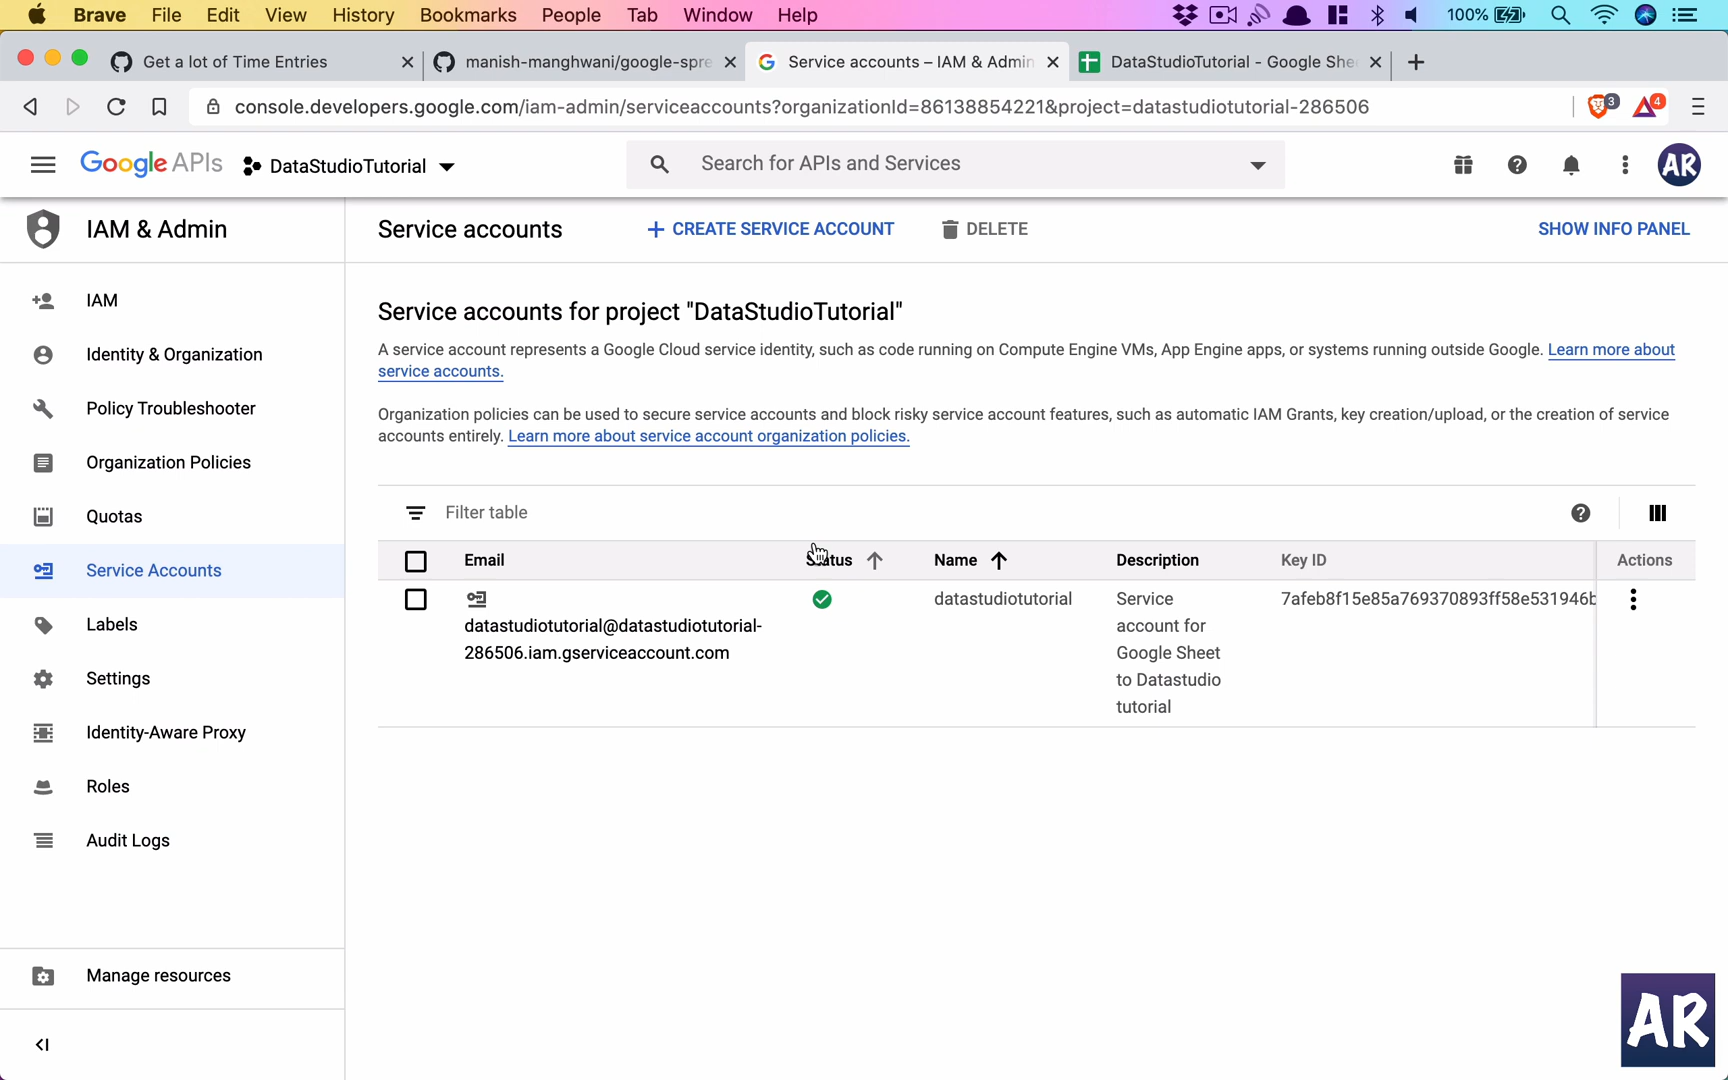 Brave File Edit View History Bookmarks People Tab Window Help 100%
Get a lot of Time Entries manish-manghwani/google-spre Service accounts – IAM & Admin DataStudioTutorial - Google She
console.developers.google.com/iam-admin/serviceaccounts?organizationId=86138854221&project=datastudiotutorial-286506 3 4
Google APIs DataStudioTutorial Search for APIs and Services AR
IAM & Admin
Service accounts CREATE SERVICE ACCOUNT DELETE SHOW INFO PANEL
IAM
Identity & Organization
Policy Troubleshooter
Organization Policies
Quotas
Service Accounts
Labels
Settings
Identity-Aware Proxy
Roles
Audit Logs
Manage resources
Service accounts for project "DataStudioTutorial"
A service account represents a Google Cloud service identity, such as code running on Compute Engine VMs, App Engine apps, or systems running outside Google. Learn more about
service accounts.
Organization policies can be used to secure service accounts and block risky service account features, such as automatic IAM Grants, key creation/upload, or the creation of service
accounts entirely. Learn more about service account organization policies.
Filter table
Email Status Name Description Key ID Actions
datastudiotutorial@datastudiotutorial-
286506.iam.gserviceaccount.com
datastudiotutorial
Service
account for
Google Sheet
to Datastudio
tutorial
7afeb8f15e85a769370893ff58e531946b
AR